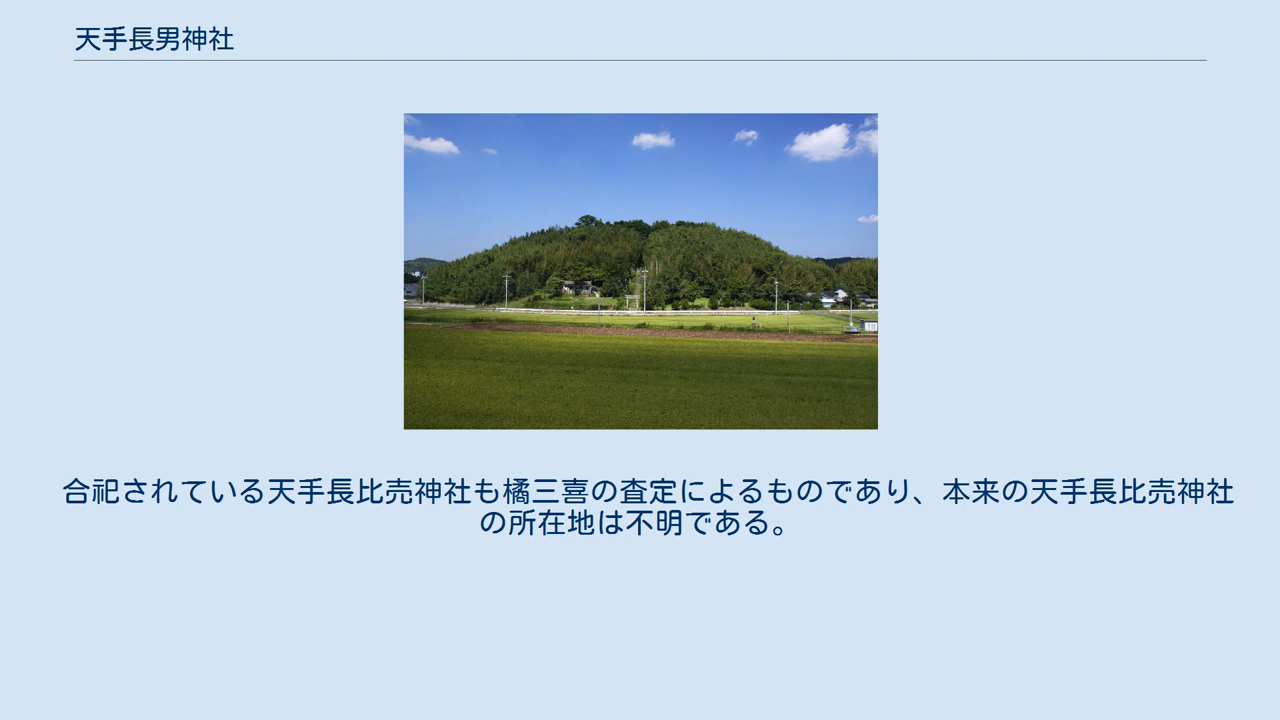 天手長男神社
合祀されている天手長比売神社も橘三喜の査定によるものであり、本来の天手長比売神社
の所在地は不明である。